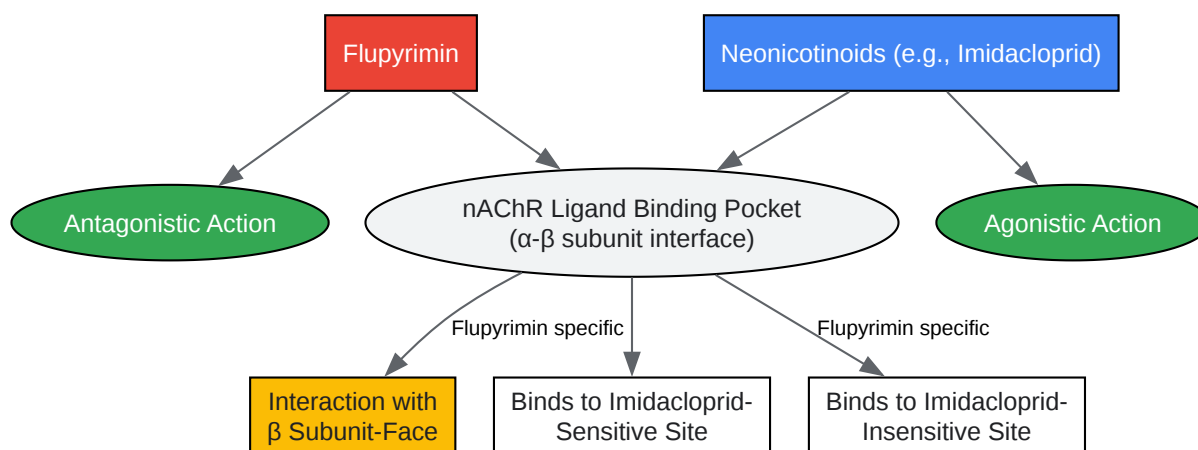 Flupyrimin
Neonicotinoids (e.g., Imidacloprid)
Antagonistic Action
nAChR Ligand Binding Pocket
(α-β subunit interface)
Agonistic Action
Flupyrimin specific
Flupyrimin specific
Interaction with
β Subunit-Face
Binds to Imidacloprid-
Sensitive Site
Binds to Imidacloprid-
Insensitive Site